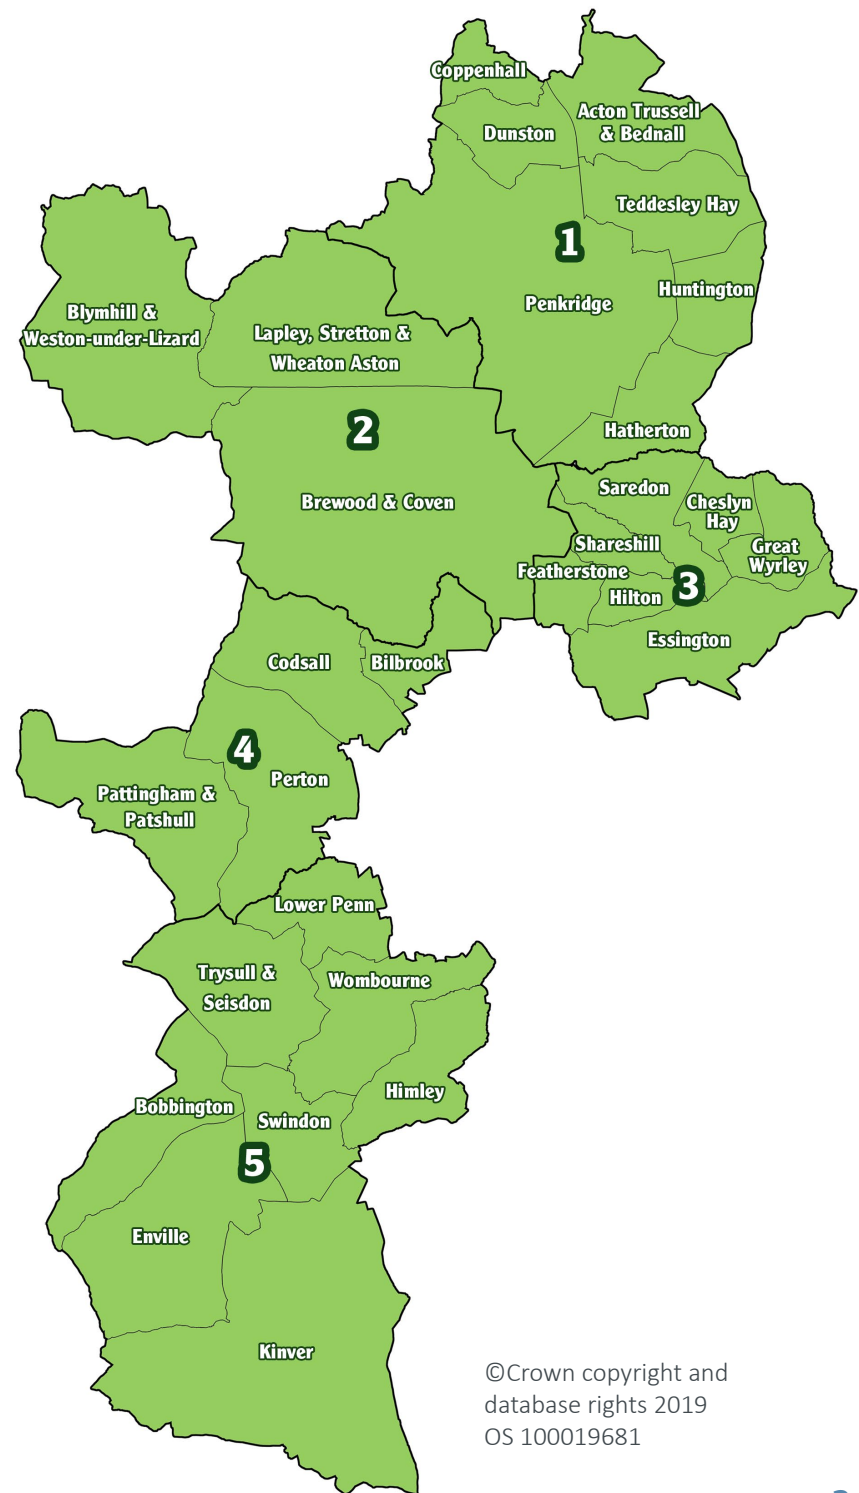 Coppenhall
Acton Trussell
& Bednall
Dunston
Teddesley Hay
1
Huntington
Penkridge
Blymhill &
Weston-under-Lizard
Lapley, Stretton &
Wheaton Aston
2
Hatherton
Brewood & Coven
Saredon
Cheslyn
Hay
Shareshill
Great
Wyrley
Featherstone
3
Hilton
Essington
Codsall
Bilbrook
4
Perton
Pattingham &
Patshull
Lower Penn
Trysull &
Seisdon
Wombourne
Himley
Bobbington
Swindon
5
Enville
Kinver
©Crown copyright and
database rights 2019
OS 100019681